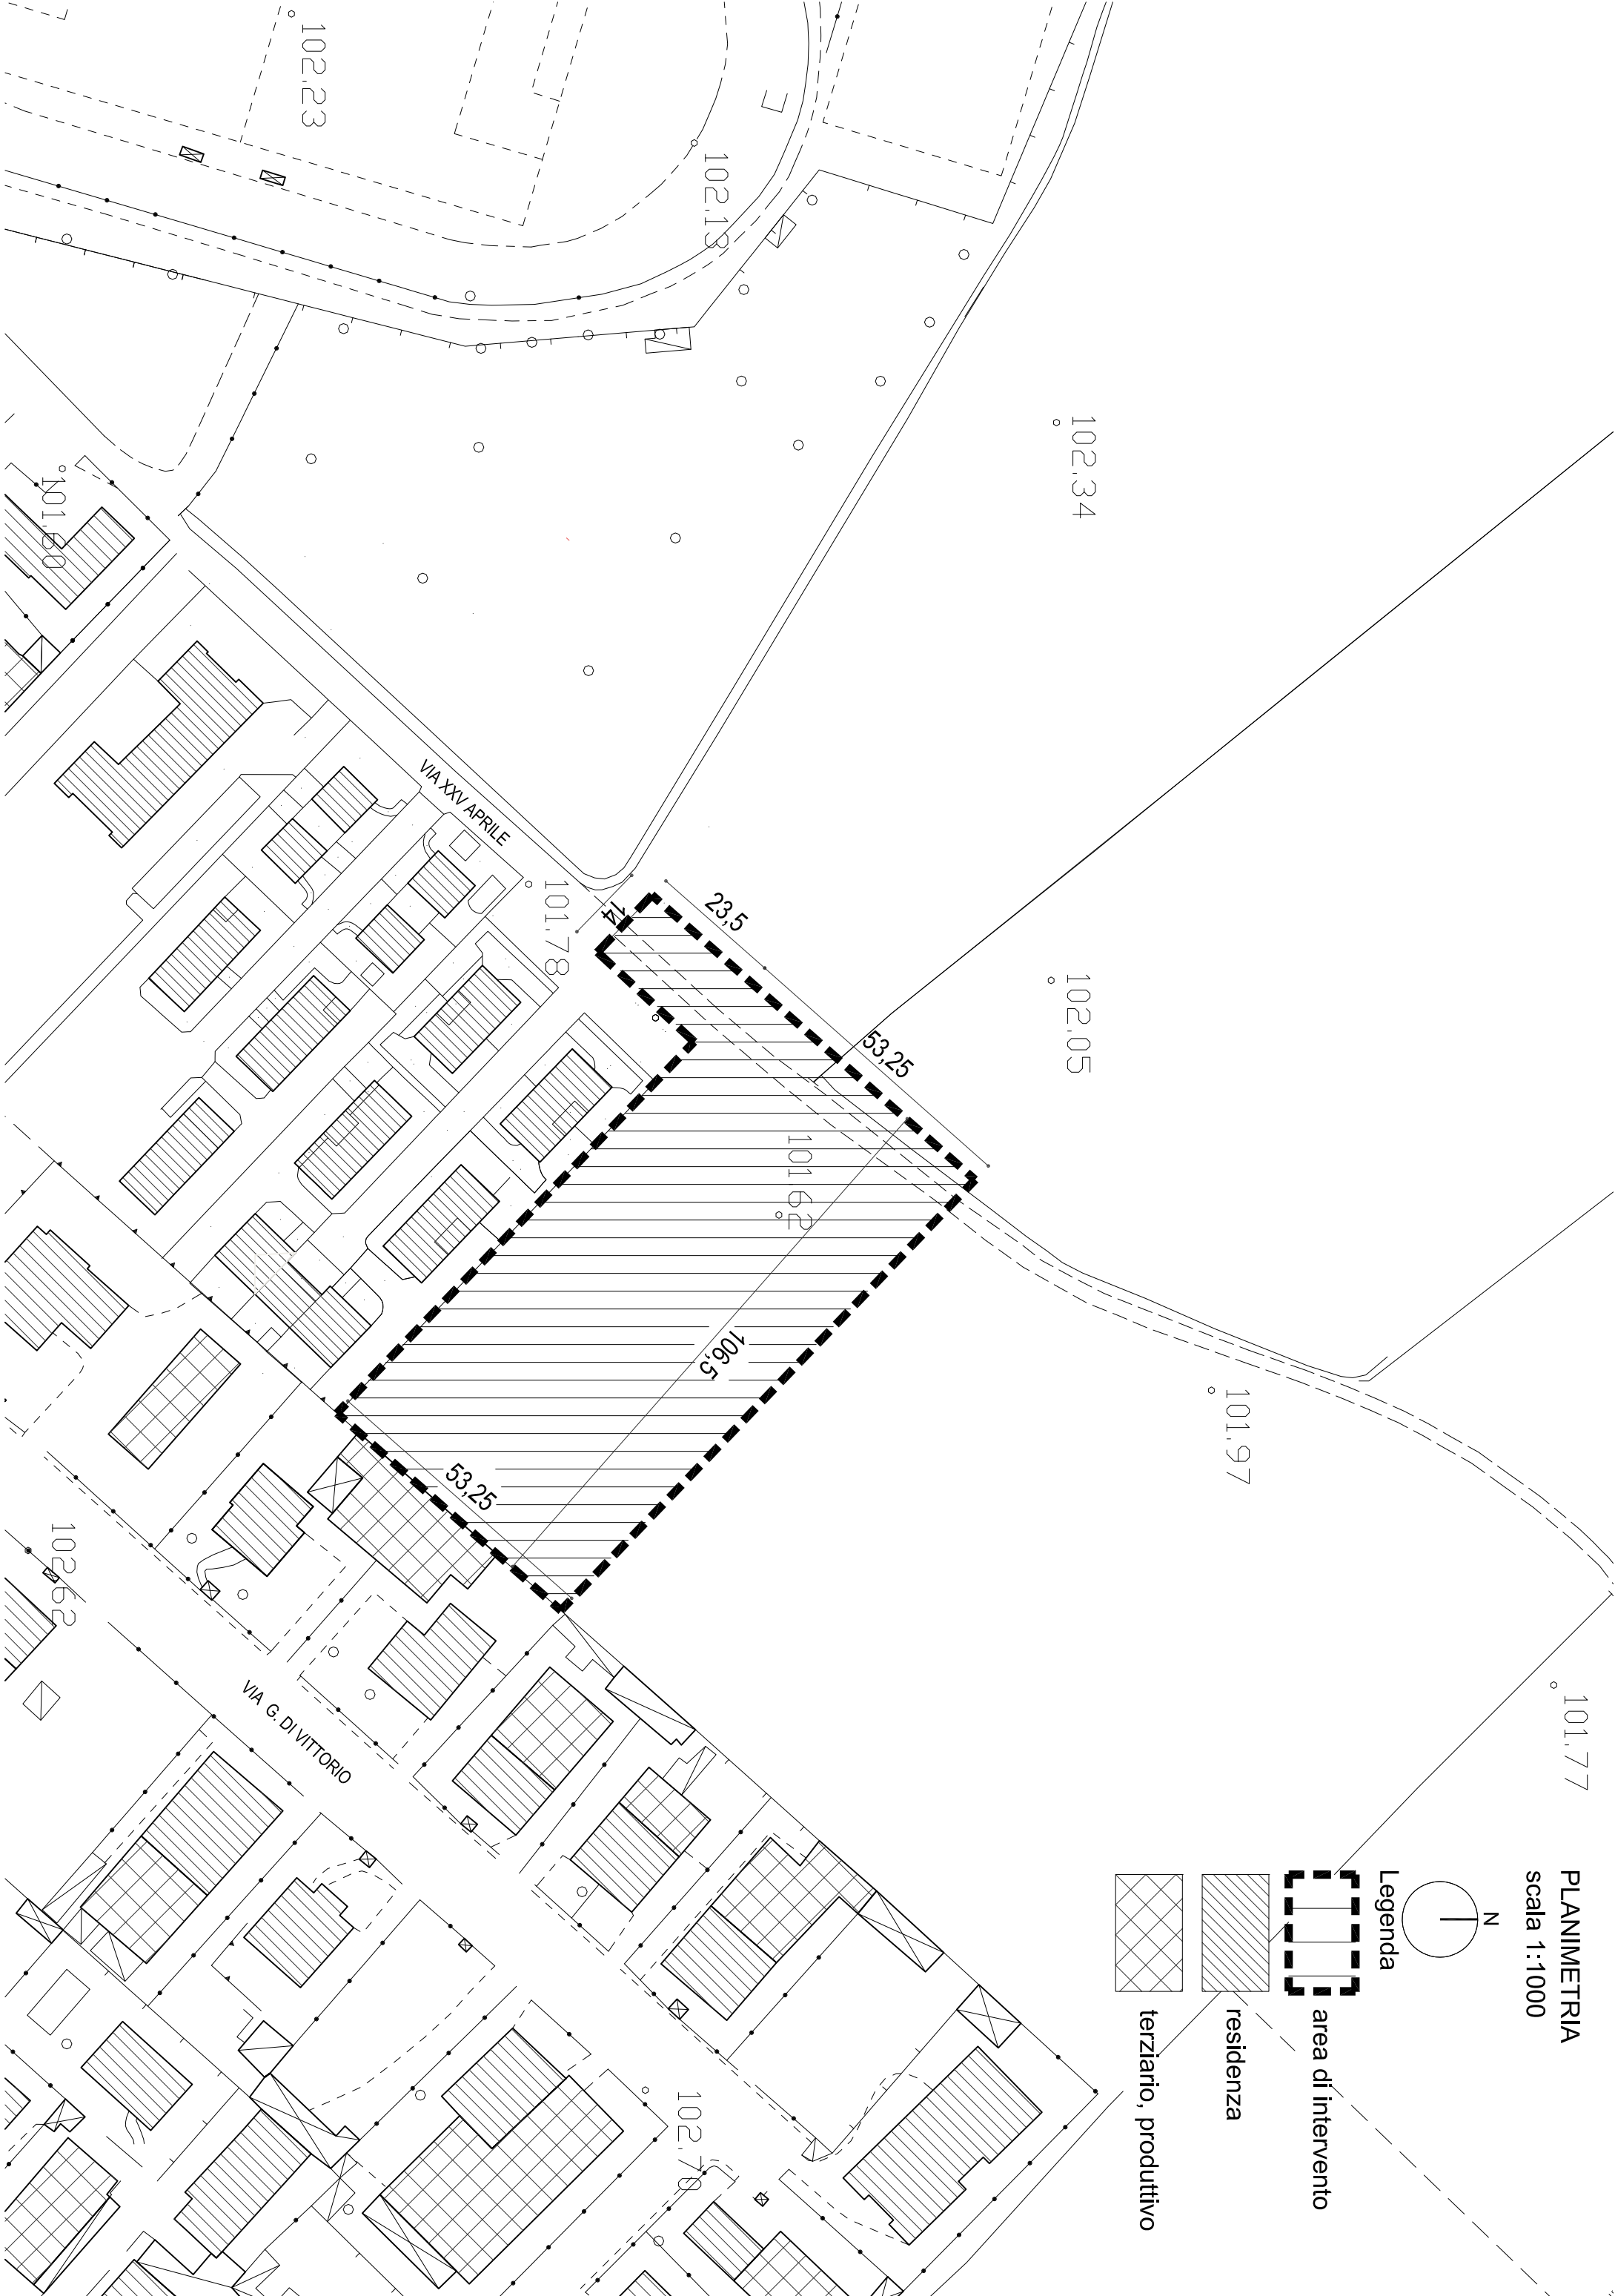 PLANIMETRIA
scala 1:1000
N
Legenda
area di intervento
residenza
terziario, produttivo
102.23
102.13
102.34
101.60
VIA XXV APRILE
101.78
14
23,5
53,25
102.05
101.62
106,5
53,25
101.97
101.77
102.62
VIA G. DI VITTORIO
102.70